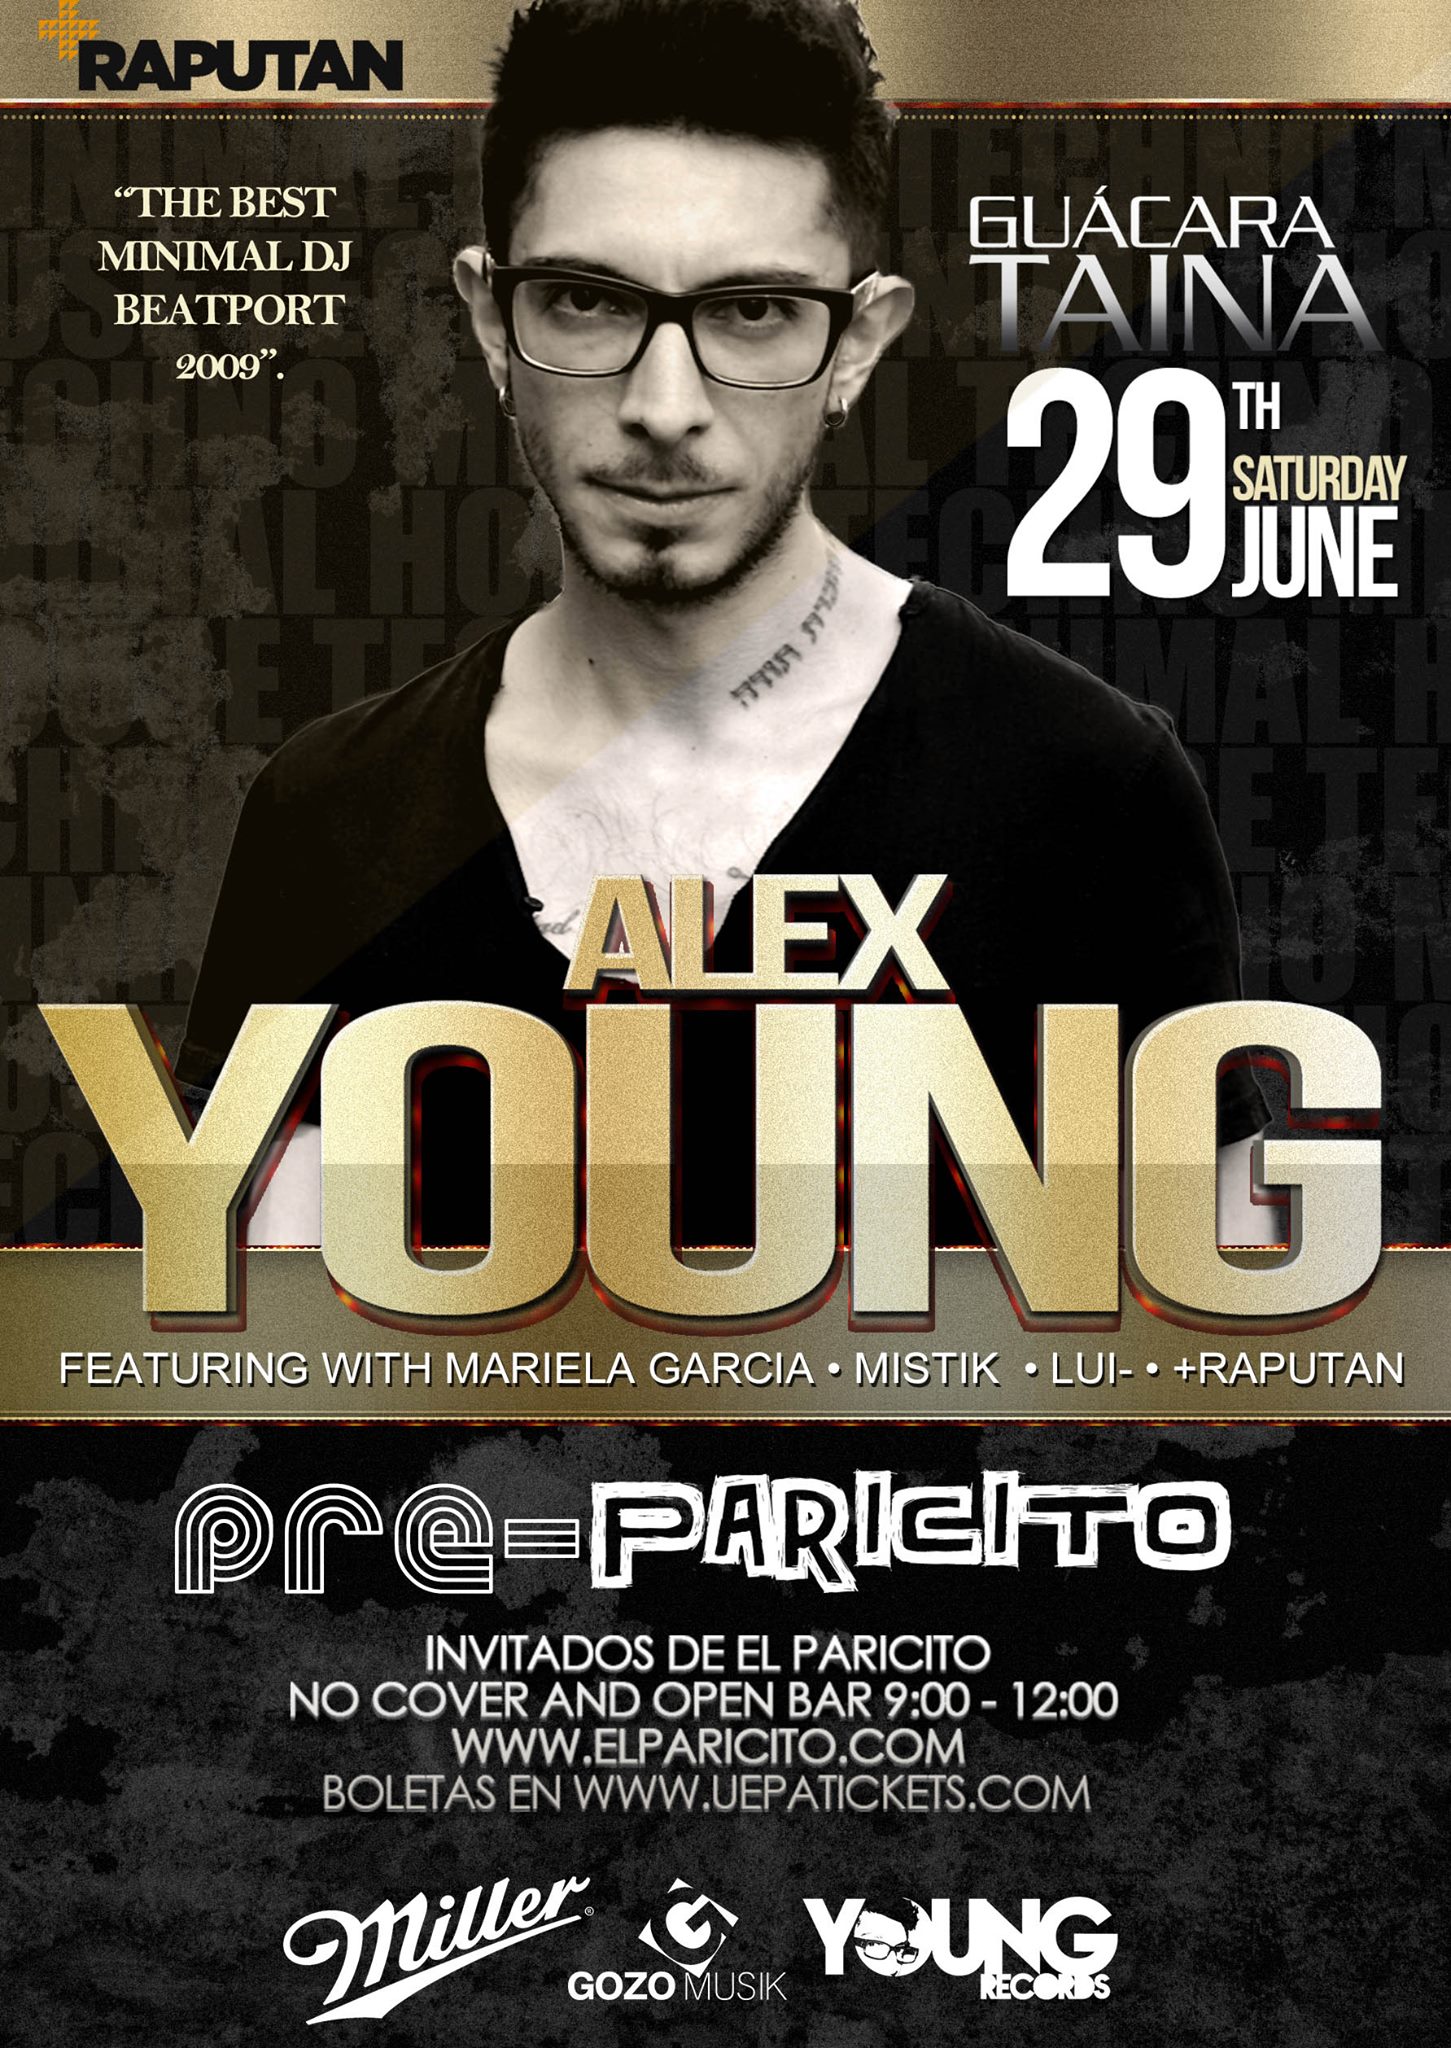 RAPUTAN
"THE BEST
MINIMAL DJ
BEATPORT
2009".
GUÁCARA
TAINA
29TH
SATURDAY
JUNE
ALEX
YOUNG
FEATURING WITH MARIELA GARCIA • MISTIK • LUI- • +RAPUTAN
pre-PARICITO
INVITADOS DE EL PARICITO
NO COVER AND OPEN BAR 9:00 - 12:00
WWW.ELPARICITO.COM
BOLETAS EN WWW.UEPATICKETS.COM
Miller®
GOZO MUSIK
YOUNG
RECORDS